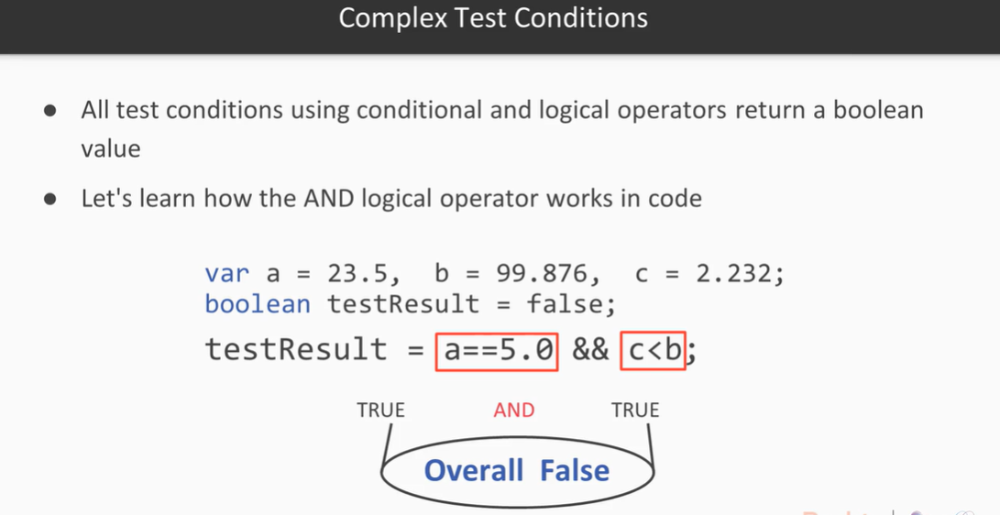 Complex Test Conditions
● All test conditions using conditional and logical operators return a boolean
value
● Let's learn how the AND logical operator works in code
var a = 23.5, b = 99.876, c = 2.232;
boolean testResult = false;
testResult = a==5.0 && c<b;
TRUE AND TRUE
Overall False